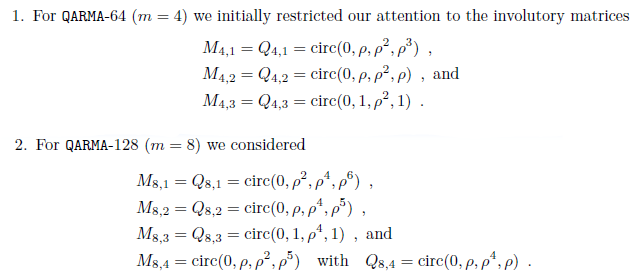 1. For QARMA-64 (m = 4) we initially restricted our attention to the involutory matrices
M₄,₁ = Q₄,₁ = circ(0, ρ, ρ², ρ³) ,
M₄,₂ = Q₄,₂ = circ(0, ρ, ρ², ρ) , and
M₄,₃ = Q₄,₃ = circ(0, 1, ρ², 1) .
2. For QARMA-128 (m = 8) we considered
M₈,₁ = Q₈,₁ = circ(0, ρ², ρ⁴, ρ⁶) ,
M₈,₂ = Q₈,₂ = circ(0, ρ, ρ⁴, ρ⁵) ,
M₈,₃ = Q₈,₃ = circ(0, 1, ρ⁴, 1) , and
M₈,₄ = circ(0, ρ, ρ², ρ⁵) with Q₈,₄ = circ(0, ρ, ρ⁴, ρ) .